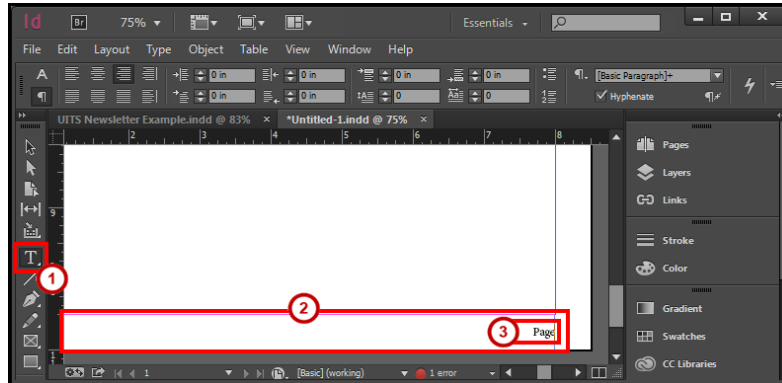 Id Br 75% Essentials
File Edit Layout Type Object Table View Window Help
A 0 in 0 in 0 in 0 in [Basic Paragraph]+
¶ 0 in 0 in 0 0 Hyphenate
UITS Newsletter Example.indd @ 83% × *Untitled-1.indd @ 75% ×
2 3 4 5 6 7 8
Pages
Layers
Links
9
Stroke
T
1
Color
2
Gradient
3 Page
Swatches
1 [Basic] (working) 1 error
CC Libraries